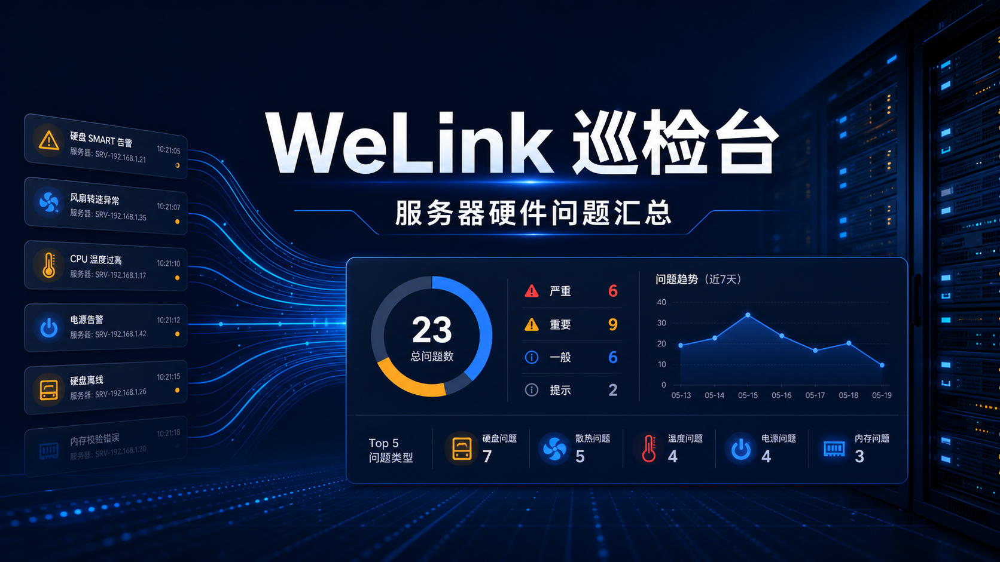 WeLink 巡检台
服务器硬件问题汇总
硬盘 SMART 告警
10:21:05
服务器: SRV-192.168.1.21
风扇转速异常
10:21:07
服务器: SRV-192.168.1.35
CPU 温度过高
10:21:10
服务器: SRV-192.168.1.17
电源告警
10:21:12
服务器: SRV-192.168.1.42
硬盘离线
10:21:15
服务器: SRV-192.168.1.26
内存校验错误
10:21:18
服务器: SRV-192.168.1.30
23
总问题数
严重 6
重要 9
一般 6
提示 2
问题趋势（近7天）
40
30
20
10
0
05-13 05-14 05-15 05-16 05-17 05-18 05-19
Top 5
问题类型
硬盘问题
7
散热问题
5
温度问题
4
电源问题
4
内存问题
3